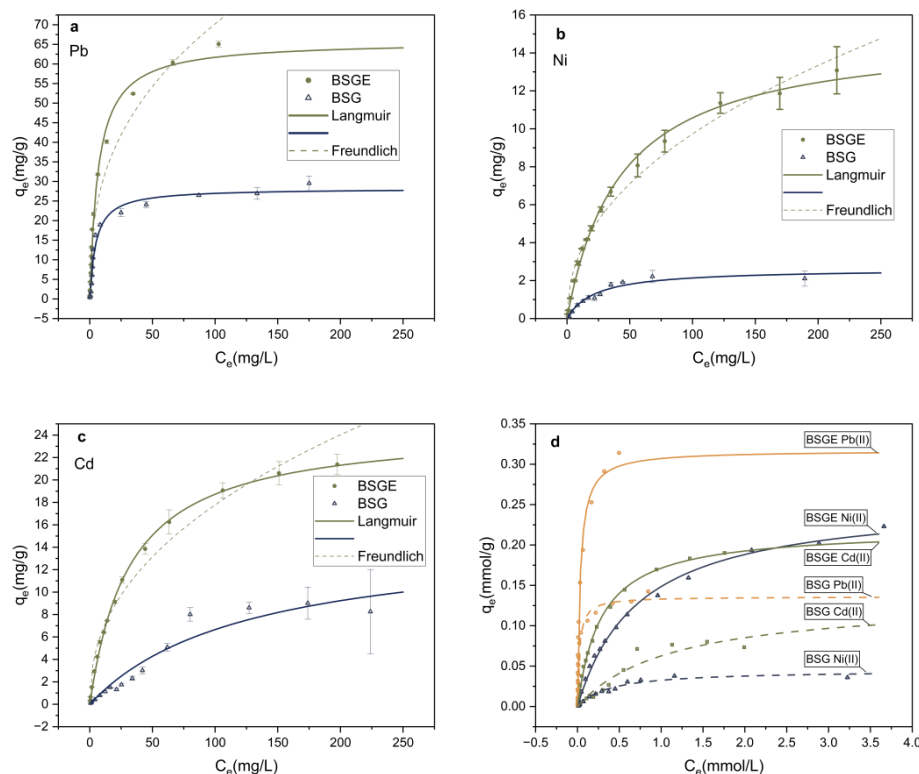 a
Pb
BSGE
BSG
Langmuir
Freundlich
qe(mg/g)
70
65
60
55
50
45
40
35
30
25
20
15
10
5
0
−5
0
50
100
150
200
250
Ce(mg/L)
b
Ni
BSGE
BSG
Langmuir
Freundlich
qe(mg/g)
16
14
12
10
8
6
4
2
0
0
50
100
150
200
250
Ce(mg/L)
c
Cd
BSGE
BSG
Langmuir
Freundlich
qe(mg/g)
24
22
20
18
16
14
12
10
8
6
4
2
0
−2
0
50
100
150
200
250
Ce(mg/L)
d
BSGE Pb(II)
BSGE Ni(II)
BSGE Cd(II)
BSG Pb(II)
BSG Cd(II)
BSG Ni(II)
qe(mmol/g)
0.35
0.30
0.25
0.20
0.15
0.10
0.05
0.00
−0.5
0.0
0.5
1.0
1.5
2.0
2.5
3.0
3.5
4.0
Ce(mmol/L)